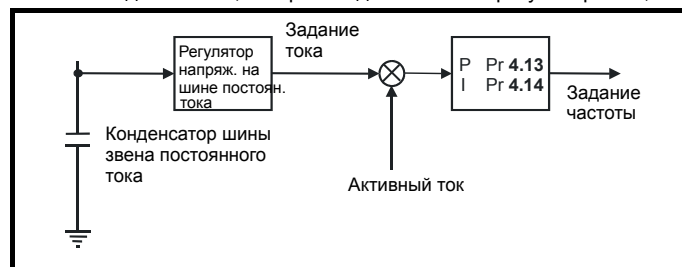 Задание
тока
Регулятор
напряж. на
шине постоян.
тока
P Pr 4.13
I Pr 4.14
Задание
частоты
Конденсатор шины
звена постоянного
тока
Активный ток